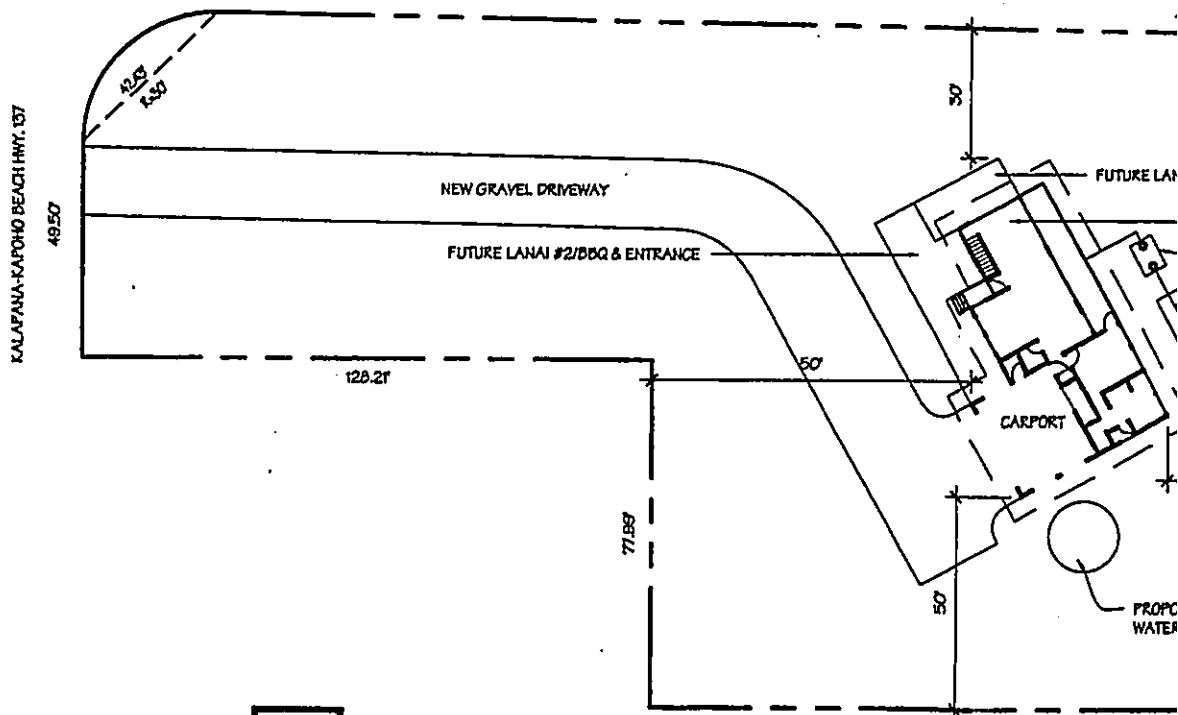 42.43'
R=30'
KALAPANA-KAPOHO BEACH HWY. 137
49.50'
NEW GRAVEL DRIVEWAY
30'
FUTURE LAN
FUTURE LANAI #2/BBQ & ENTRANCE
128.21'
50'
CARPORT
77.89'
50'
PROPO
WATER